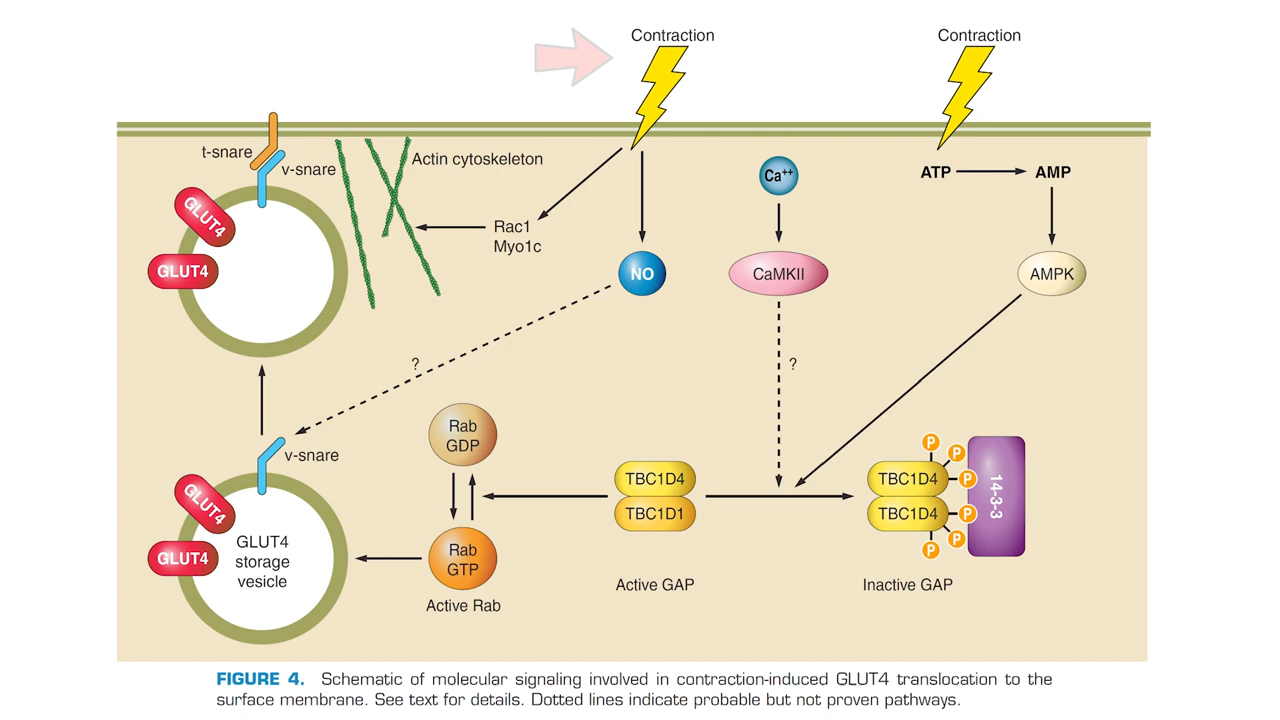 Contraction
Contraction
t-snare
v-snare
Actin cytoskeleton
Ca++
ATP
AMP
GLUT4
Rac1
Myo1c
GLUT4
NO
CaMKII
AMPK
?
?
Rab
GDP
v-snare
P
P
TBC1D4
TBC1D4
P
14-3-3
GLUT4
TBC1D1
TBC1D4
P
P
P
GLUT4
GLUT4
storage
vesicle
Rab
GTP
Active GAP
Inactive GAP
Active Rab
FIGURE 4. Schematic of molecular signaling involved in contraction-induced GLUT4 translocation to the
surface membrane. See text for details. Dotted lines indicate probable but not proven pathways.